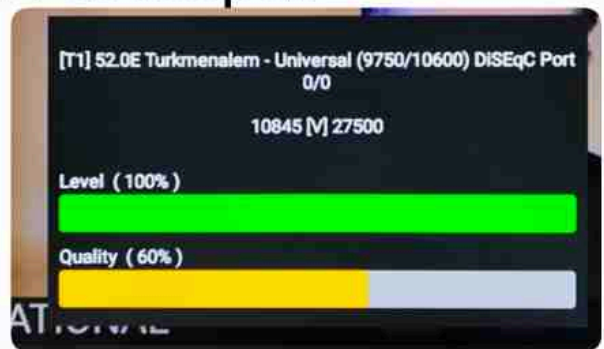 [T1] 52.0E Turkmenalem - Universal (9750/10600) DiSEqC Port
0/0
10845 [V] 27500
Level ( 100% )
Quality ( 60% )